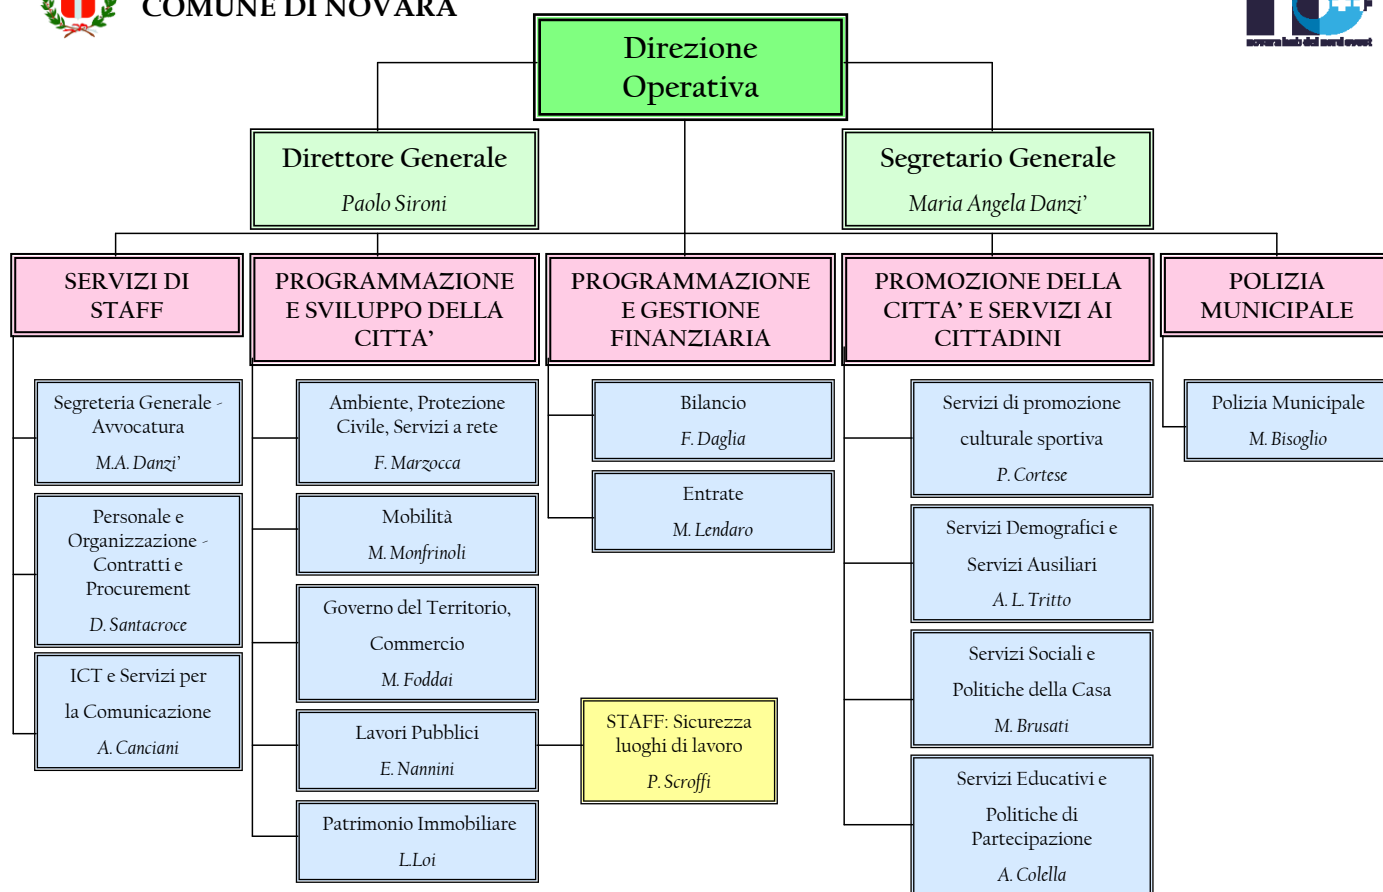 COMUNE DI NOVARA
novara hub del nord ovest
Direzione
Operativa
Direttore Generale
Paolo Sironi
Segretario Generale
Maria Angela Danzi’
SERVIZI DI
STAFF
PROGRAMMAZIONE
E SVILUPPO DELLA
CITTA’
PROGRAMMAZIONE
E GESTIONE
FINANZIARIA
PROMOZIONE DELLA
CITTA’ E SERVIZI AI
CITTADINI
POLIZIA
MUNICIPALE
Segreteria Generale -
Avvocatura
M.A. Danzi’
Personale e
Organizzazione -
Contratti e
Procurement
D. Santacroce
ICT e Servizi per
la Comunicazione
A. Canciani
Ambiente, Protezione
Civile, Servizi a rete
F. Marzocca
Mobilità
M. Monfrinoli
Governo del Territorio,
Commercio
M. Foddai
Lavori Pubblici
E. Nannini
Patrimonio Immobiliare
L.Loi
STAFF: Sicurezza
luoghi di lavoro
P. Scroffi
Bilancio
F. Daglia
Entrate
M. Lendaro
Servizi di promozione
culturale sportiva
P. Cortese
Servizi Demografici e
Servizi Ausiliari
A. L. Tritto
Servizi Sociali e
Politiche della Casa
M. Brusati
Servizi Educativi e
Politiche di
Partecipazione
A. Colella
Polizia Municipale
M. Bisoglio